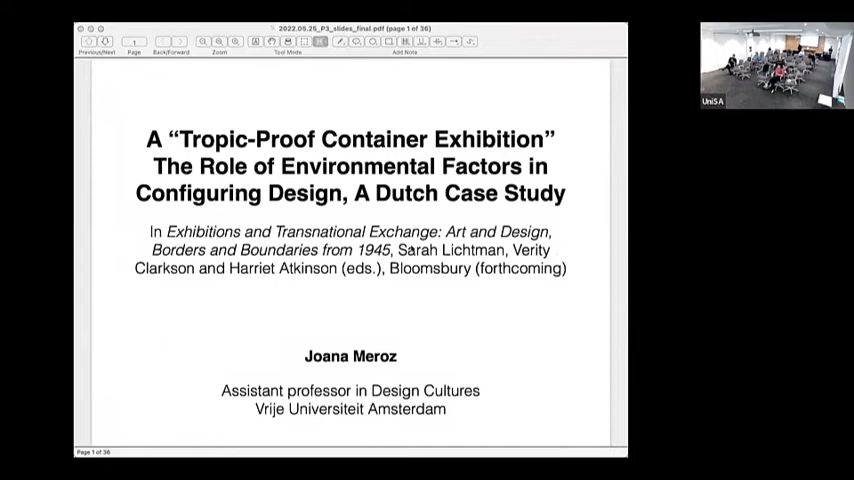 2022.05.25_P3_slides_final.pdf (page 1 of 36)
1
Previous/Next
Page
Back/Forward
Zoom
Tool Mode
Add Note
A “Tropic-Proof Container Exhibition”
The Role of Environmental Factors in
Configuring Design, A Dutch Case Study
In Exhibitions and Transnational Exchange: Art and Design,
Borders and Boundaries from 1945, Sarah Lichtman, Verity
Clarkson and Harriet Atkinson (eds.), Bloomsbury (forthcoming)
Joana Meroz
Assistant professor in Design Cultures
Vrije Universiteit Amsterdam
Page 1 of 36
UniSA